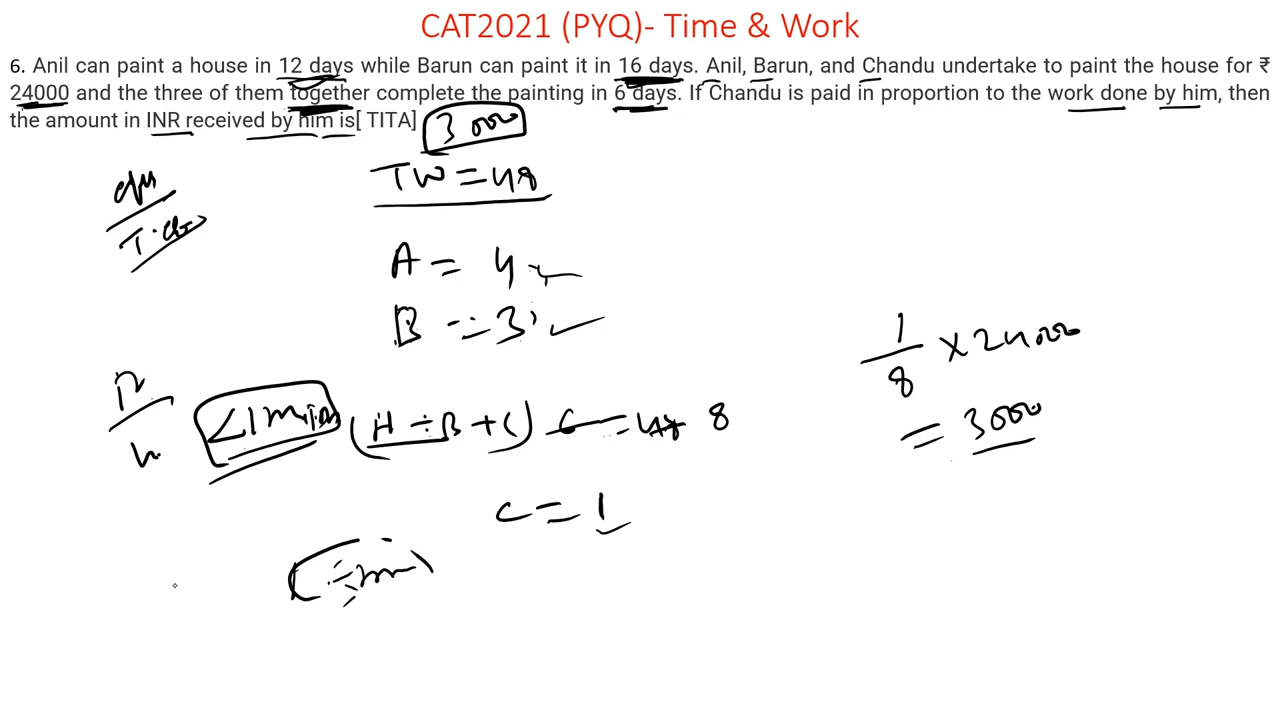 CAT2021 (PYQ)- Time & Work
6. Anil can paint a house in 12 days while Barun can paint it in 16 days. Anil, Barun, and Chandu undertake to paint the house for ₹
24000 and the three of them together complete the painting in 6 days. If Chandu is paid in proportion to the work done by him, then
the amount in INR received by him is[ TITA] 3000
TW = 48
A = 4
B = 3
1/8 × 24000
= 3000
<1min (A + B + C) = 8
C = 1